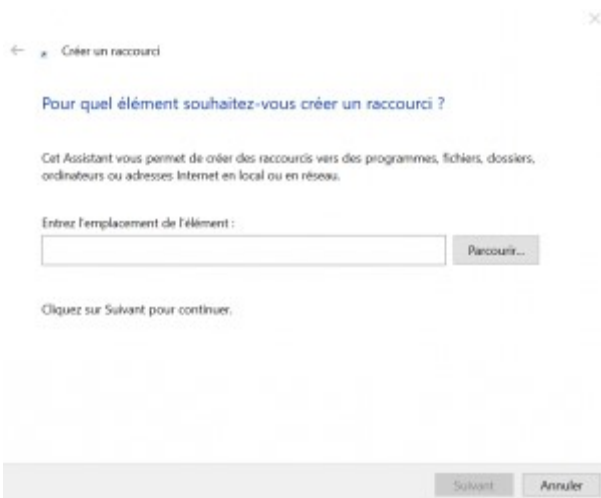 Créer un raccourci
Pour quel élément souhaitez-vous créer un raccourci ?
Cet Assistant vous permet de créer des raccourcis vers des programmes, fichiers, dossiers,
ordinateurs ou adresses Internet en local ou en réseau.
Entrez l'emplacement de l'élément :
Parcourir...
Cliquez sur Suivant pour continuer.
Suivant Annuler